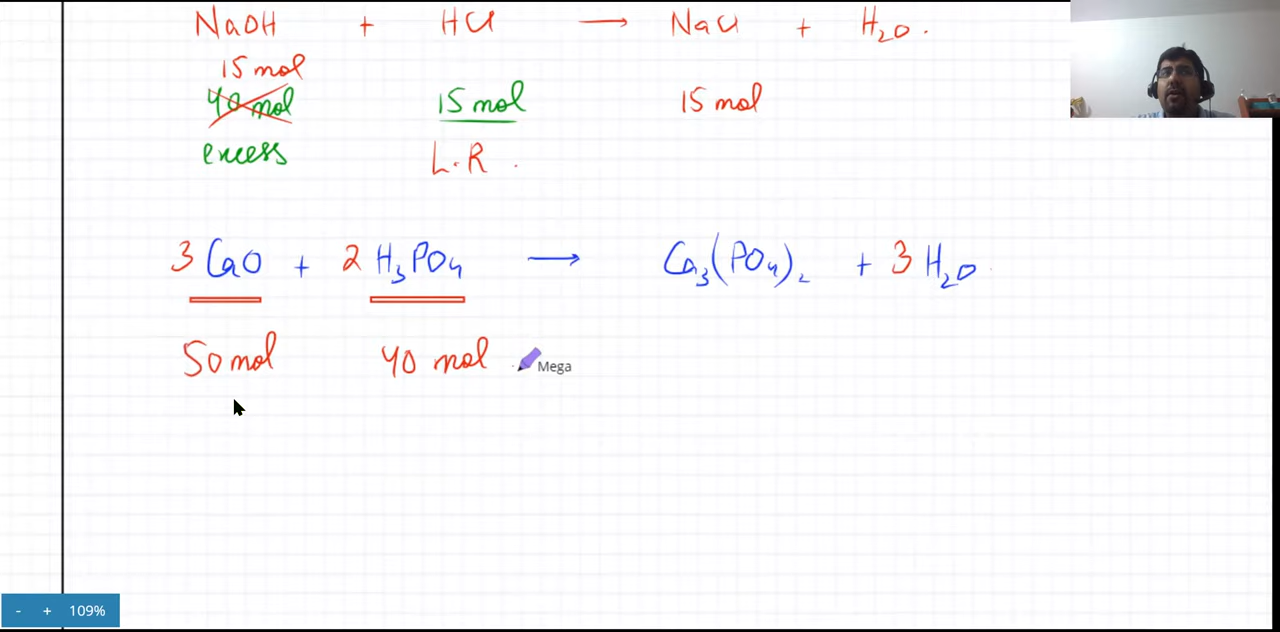 NaOH + HCl → NaCl + H₂O.
15 mol
40 mol 15 mol 15 mol
excess L.R.
3 CaO + 2 H₃PO₄ → Ca₃(PO₄)₂ + 3 H₂O
50 mol 40 mol Mega
- + 109%